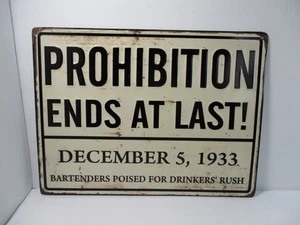 PROHIBITION
ENDS AT LAST!
DECEMBER 5, 1933
BARTENDERS POISED FOR DRINKERS' RUSH